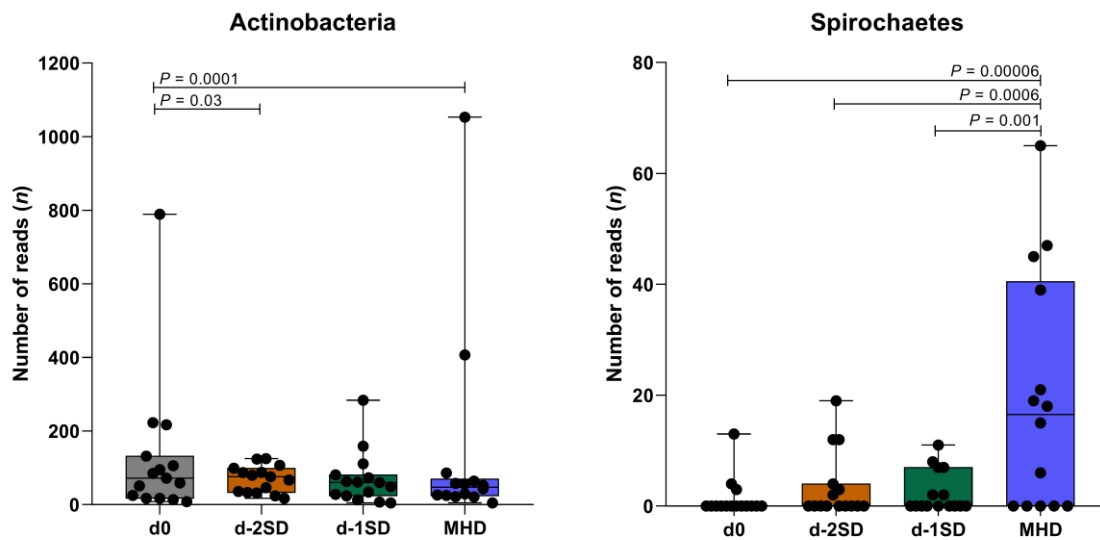 Actinobacteria
Number of reads (n)
1200
1000
800
600
400
200
0
P = 0.0001
P = 0.03
d0 d-2SD d-1SD MHD
Spirochaetes
Number of reads (n)
80
60
40
20
0
P = 0.00006
P = 0.0006
P = 0.001
d0 d-2SD d-1SD MHD